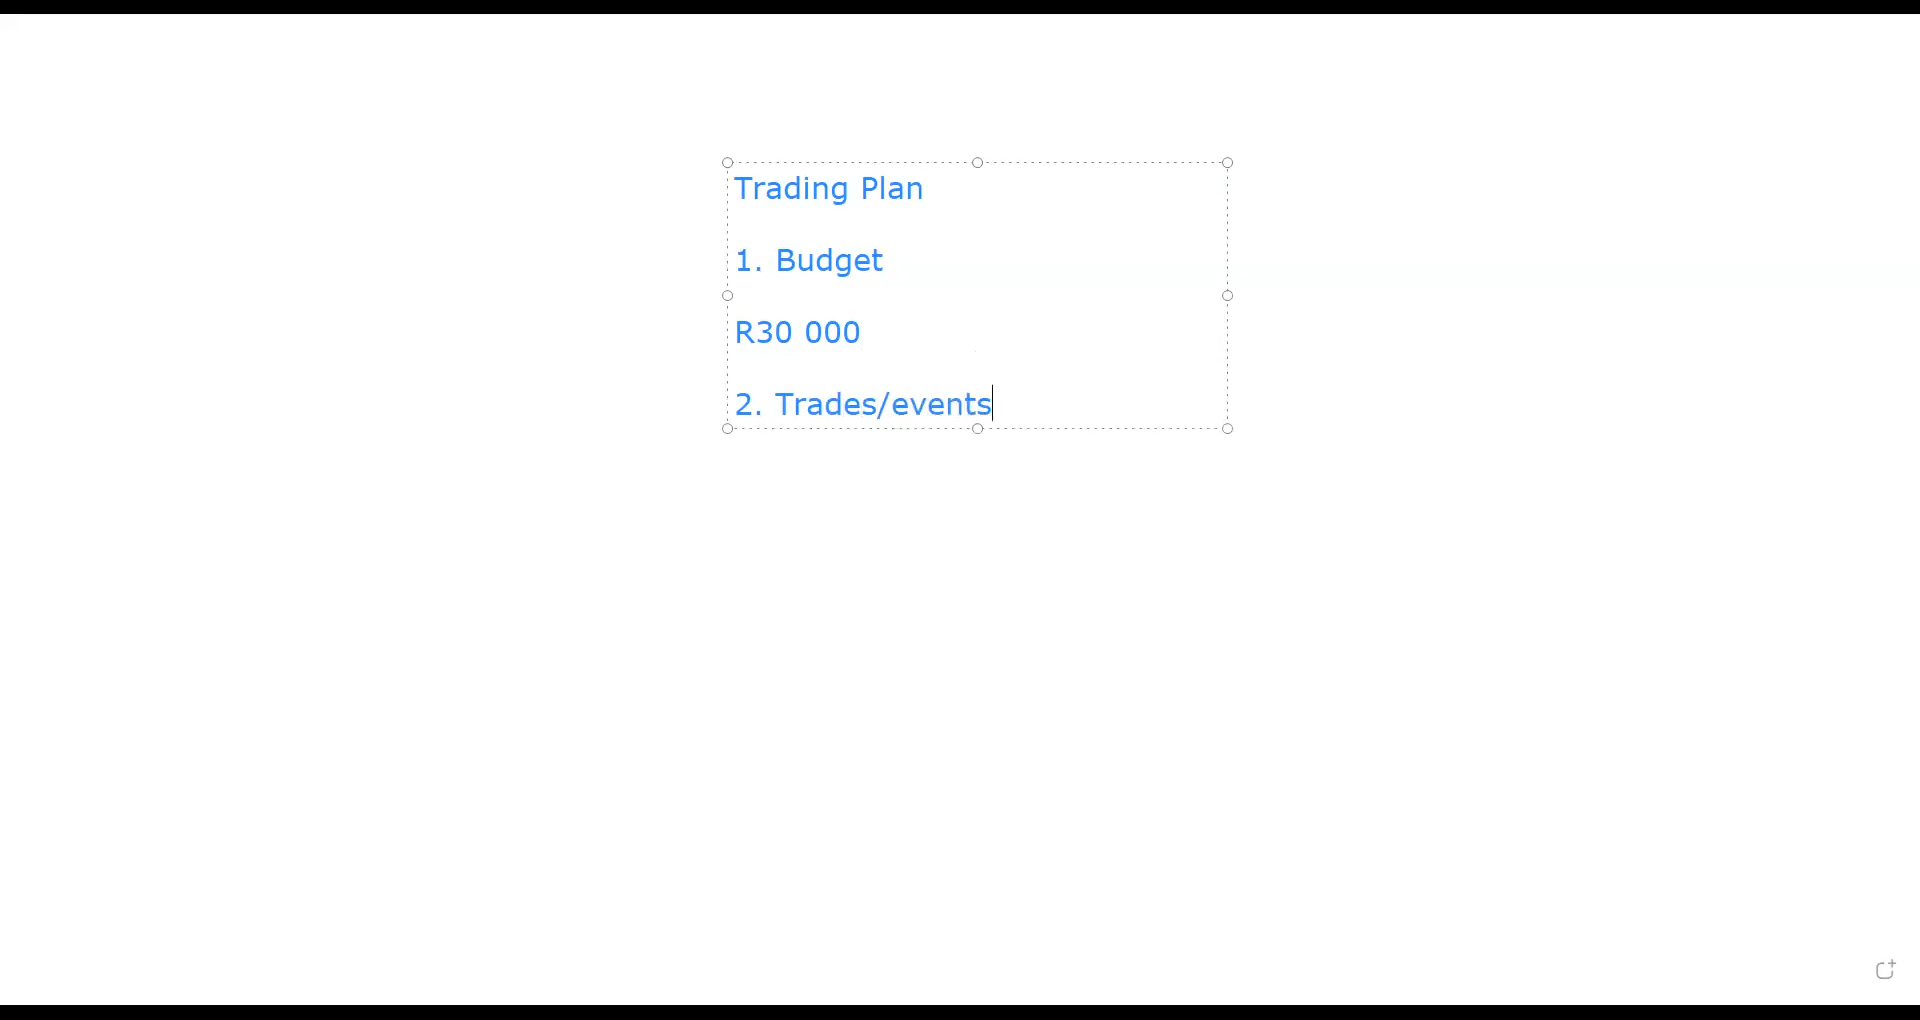 Trading Plan
1. Budget
R30 000
2. Trades/events